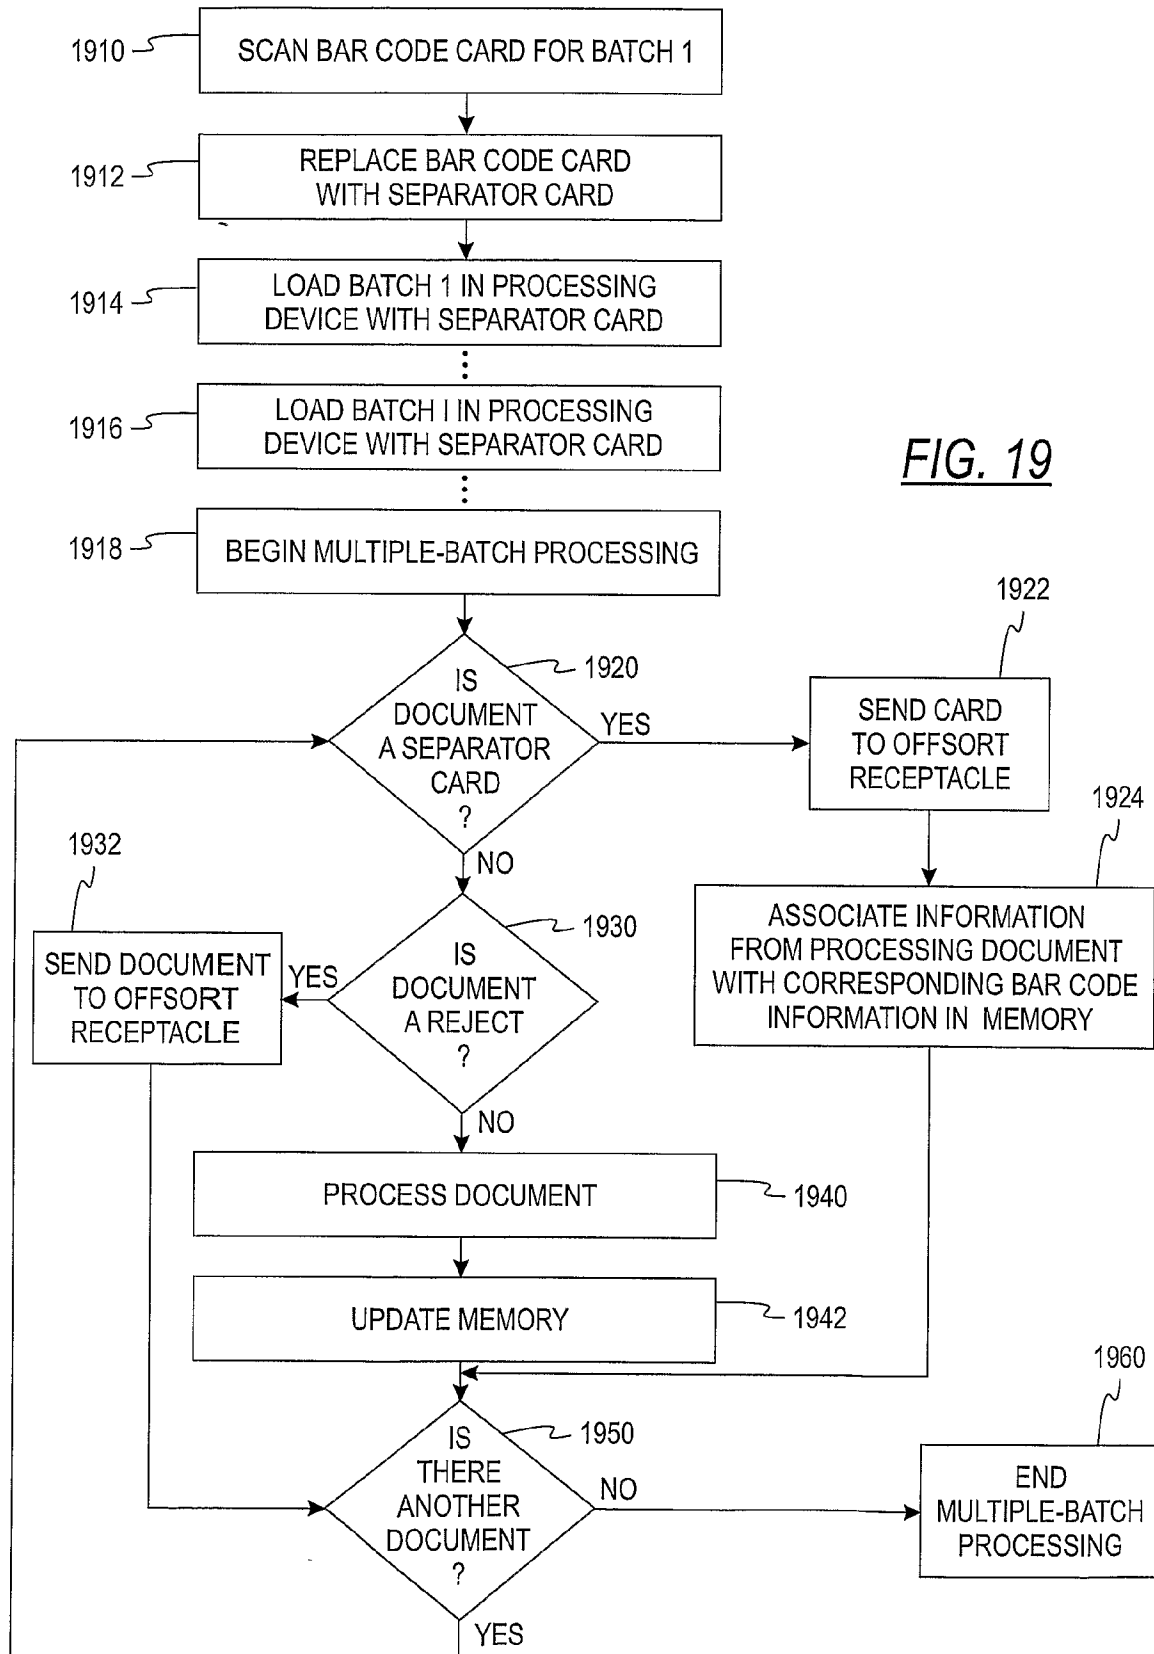 1910
SCAN BAR CODE CARD FOR BATCH 1
1912
REPLACE BAR CODE CARD
WITH SEPARATOR CARD
1914
LOAD BATCH 1 IN PROCESSING
DEVICE WITH SEPARATOR CARD
1916
LOAD BATCH I IN PROCESSING
DEVICE WITH SEPARATOR CARD
FIG. 19
1918
BEGIN MULTIPLE-BATCH PROCESSING
1920
IS
DOCUMENT
A SEPARATOR
CARD
?
YES
NO
1922
SEND CARD
TO OFFSORT
RECEPTACLE
1924
ASSOCIATE INFORMATION
FROM PROCESSING DOCUMENT
WITH CORRESPONDING BAR CODE
INFORMATION IN MEMORY
1930
IS
DOCUMENT
A REJECT
?
YES
NO
1932
SEND DOCUMENT
TO OFFSORT
RECEPTACLE
PROCESS DOCUMENT
1940
UPDATE MEMORY
1942
1950
IS
THERE
ANOTHER
DOCUMENT
?
NO
YES
1960
END
MULTIPLE-BATCH
PROCESSING